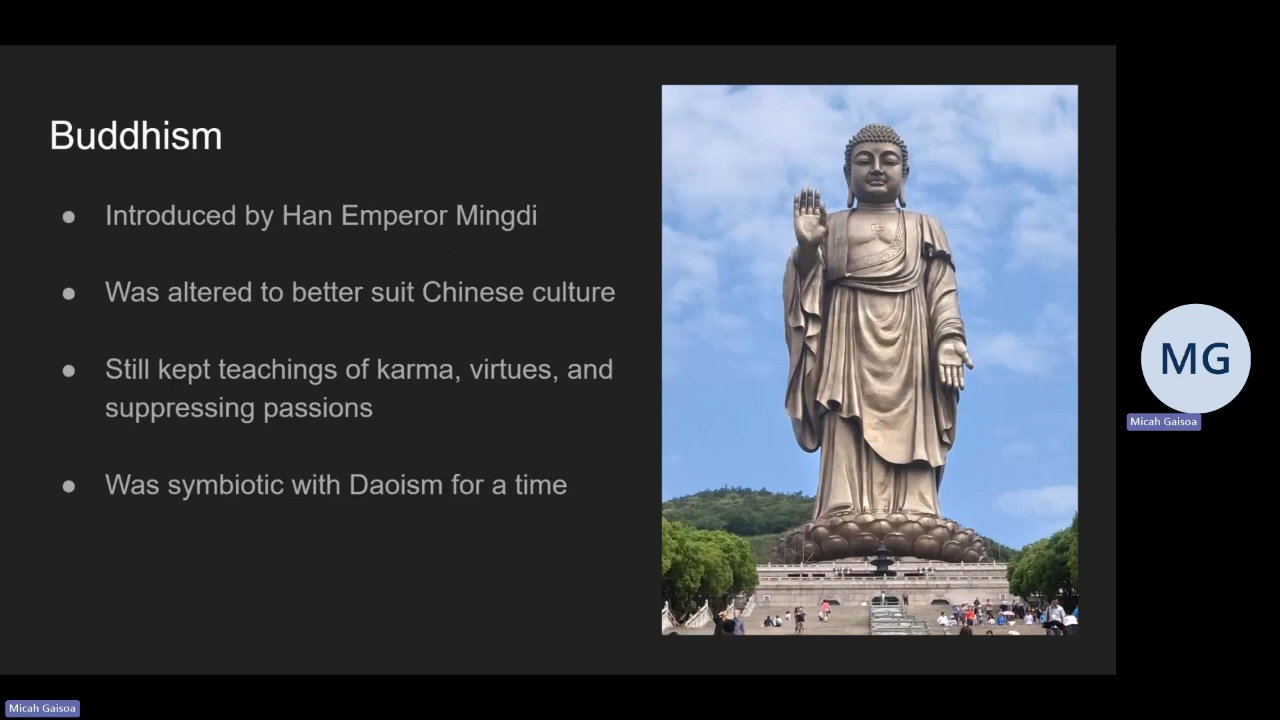 Buddhism
● Introduced by Han Emperor Mingdi
● Was altered to better suit Chinese culture
● Still kept teachings of karma, virtues, and
suppressing passions
● Was symbiotic with Daoism for a time
MG
Micah Gaisoa
Micah Gaisoa